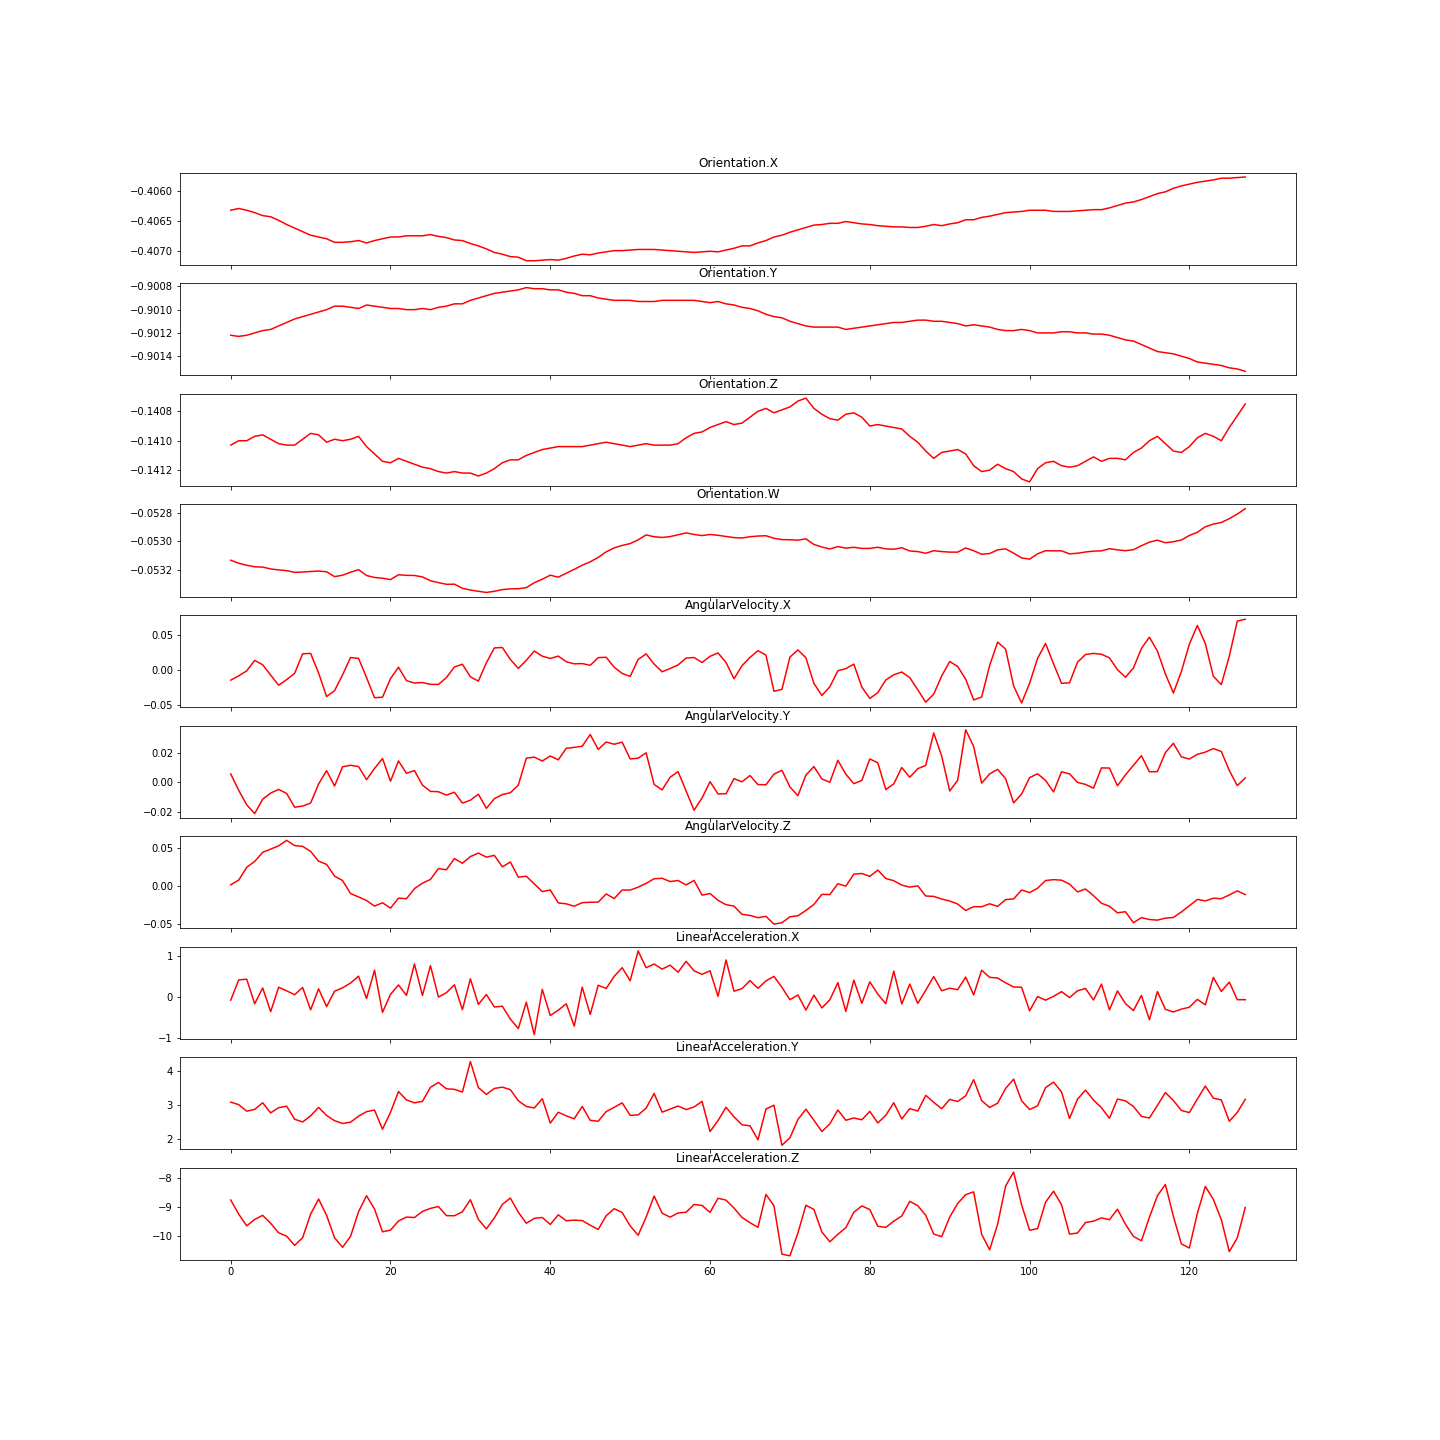 Orientation.X
−0.4060
−0.4065
−0.4070
Orientation.Y
−0.9008
−0.9010
−0.9012
−0.9014
Orientation.Z
−0.1408
−0.1410
−0.1412
Orientation.W
−0.0528
−0.0530
−0.0532
AngularVelocity.X
0.05
0.00
−0.05
AngularVelocity.Y
0.02
0.00
−0.02
AngularVelocity.Z
0.05
0.00
−0.05
LinearAcceleration.X
1
0
−1
LinearAcceleration.Y
4
3
2
LinearAcceleration.Z
−8
−9
−10
0 20 40 60 80 100 120